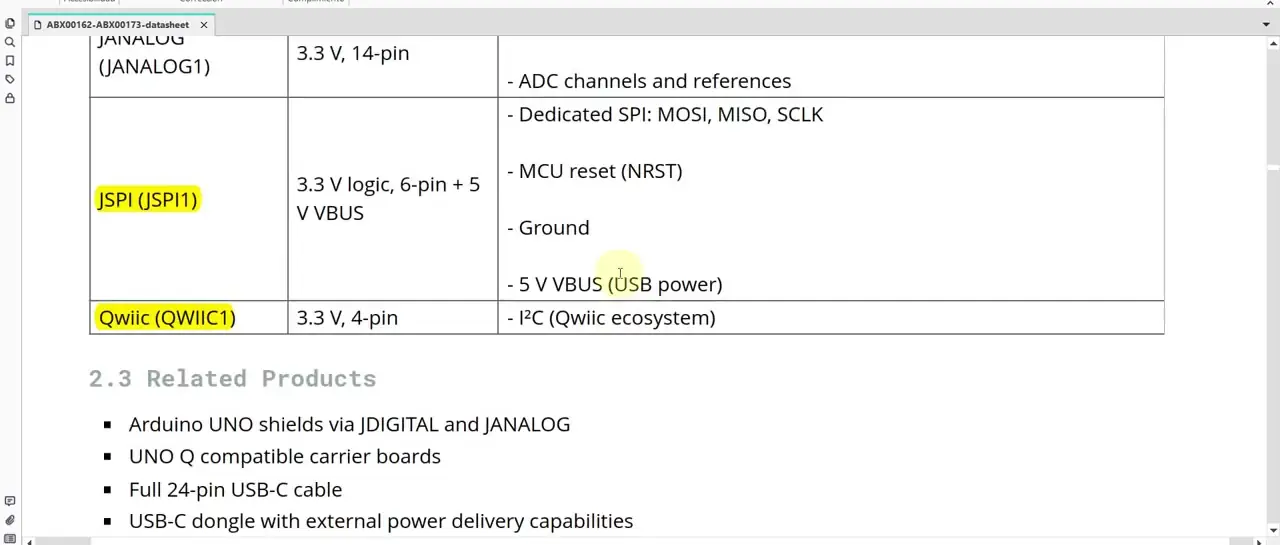 Accesibilidad Corrección Cumplimiento
ABX00162-ABX00173-datasheet
JANALOG
(JANALOG1)
3.3 V, 14-pin
- ADC channels and references
JSPI (JSPI1)
3.3 V logic, 6-pin + 5
V VBUS
- Dedicated SPI: MOSI, MISO, SCLK
- MCU reset (NRST)
- Ground
- 5 V VBUS (USB power)
Qwiic (QWIIC1)
3.3 V, 4-pin
- I²C (Qwiic ecosystem)
2.3 Related Products
▪ Arduino UNO shields via JDIGITAL and JANALOG
▪ UNO Q compatible carrier boards
▪ Full 24-pin USB-C cable
▪ USB-C dongle with external power delivery capabilities